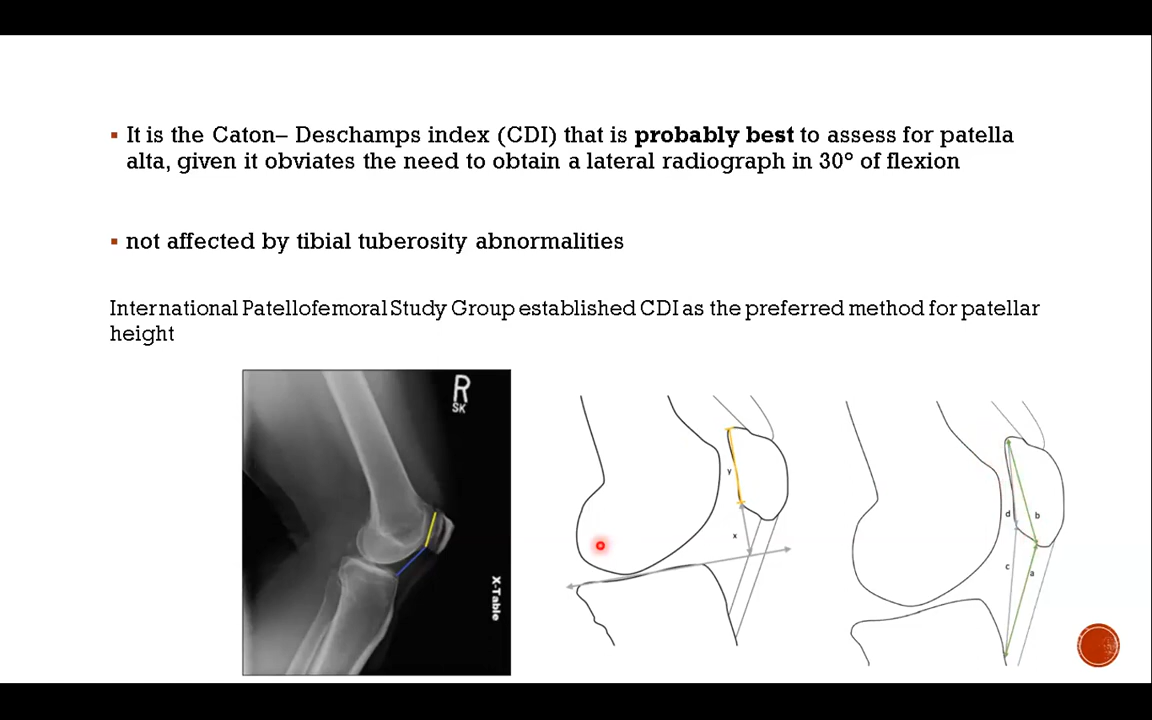 It is the Caton– Deschamps index (CDI) that is probably best to assess for patella
alta, given it obviates the need to obtain a lateral radiograph in 30° of flexion
not affected by tibial tuberosity abnormalities
International Patellofemoral Study Group established CDI as the preferred method for patellar
height
R
SK
X-Table
y
x
d
b
c
a